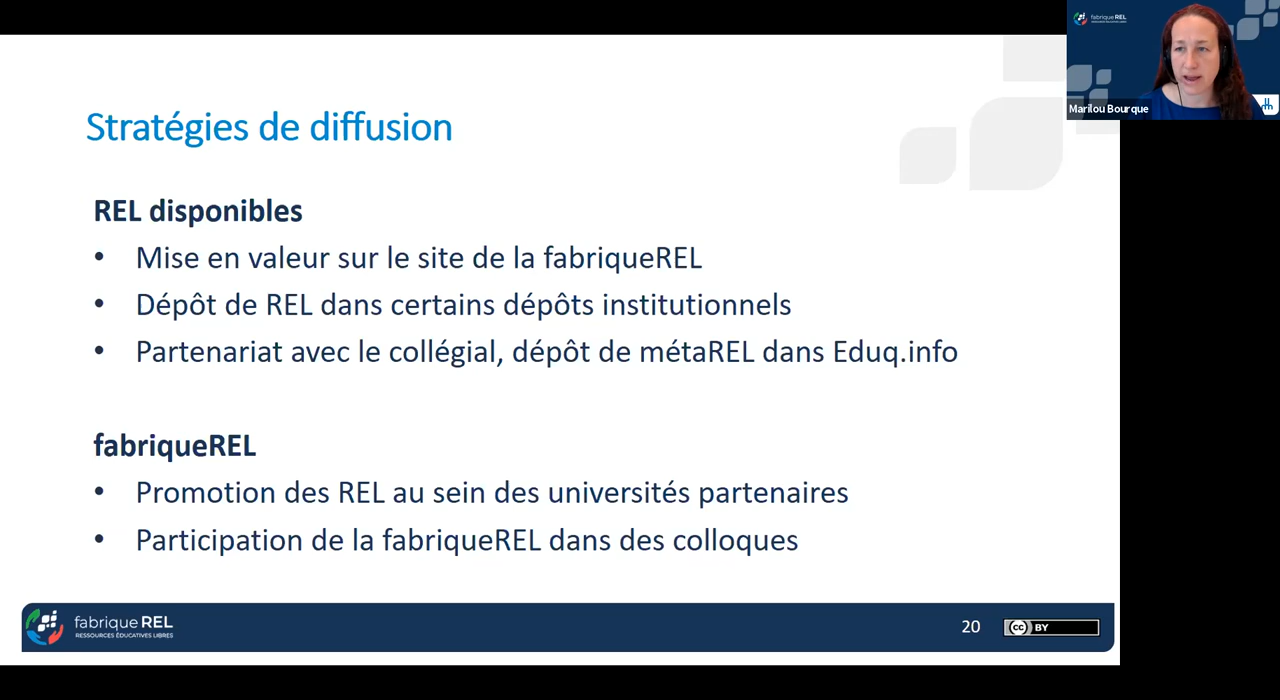 fabrique REL
Marilou Bourque
Stratégies de diffusion
REL disponibles
• Mise en valeur sur le site de la fabriqueREL
• Dépôt de REL dans certains dépôts institutionnels
• Partenariat avec le collégial, dépôt de métaREL dans Eduq.info
fabriqueREL
• Promotion des REL au sein des universités partenaires
• Participation de la fabriqueREL dans des colloques
fabrique REL
RESSOURCES ÉDUCATIVES LIBRES
20
cc BY